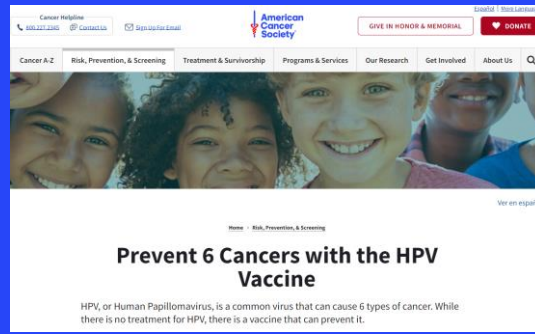 Español | More Languages
Cancer Helpline
800.227.2345 Contact Us Sign Up For Email
American
Cancer
Society
GIVE IN HONOR & MEMORIAL DONATE
Cancer A-Z Risk, Prevention, & Screening Treatment & Survivorship Programs & Services Our Research Get Involved About Us
Ver en español
Home › Risk, Prevention, & Screening
Prevent 6 Cancers with the HPV
Vaccine
HPV, or Human Papillomavirus, is a common virus that can cause 6 types of cancer. While
there is no treatment for HPV, there is a vaccine that can prevent it.